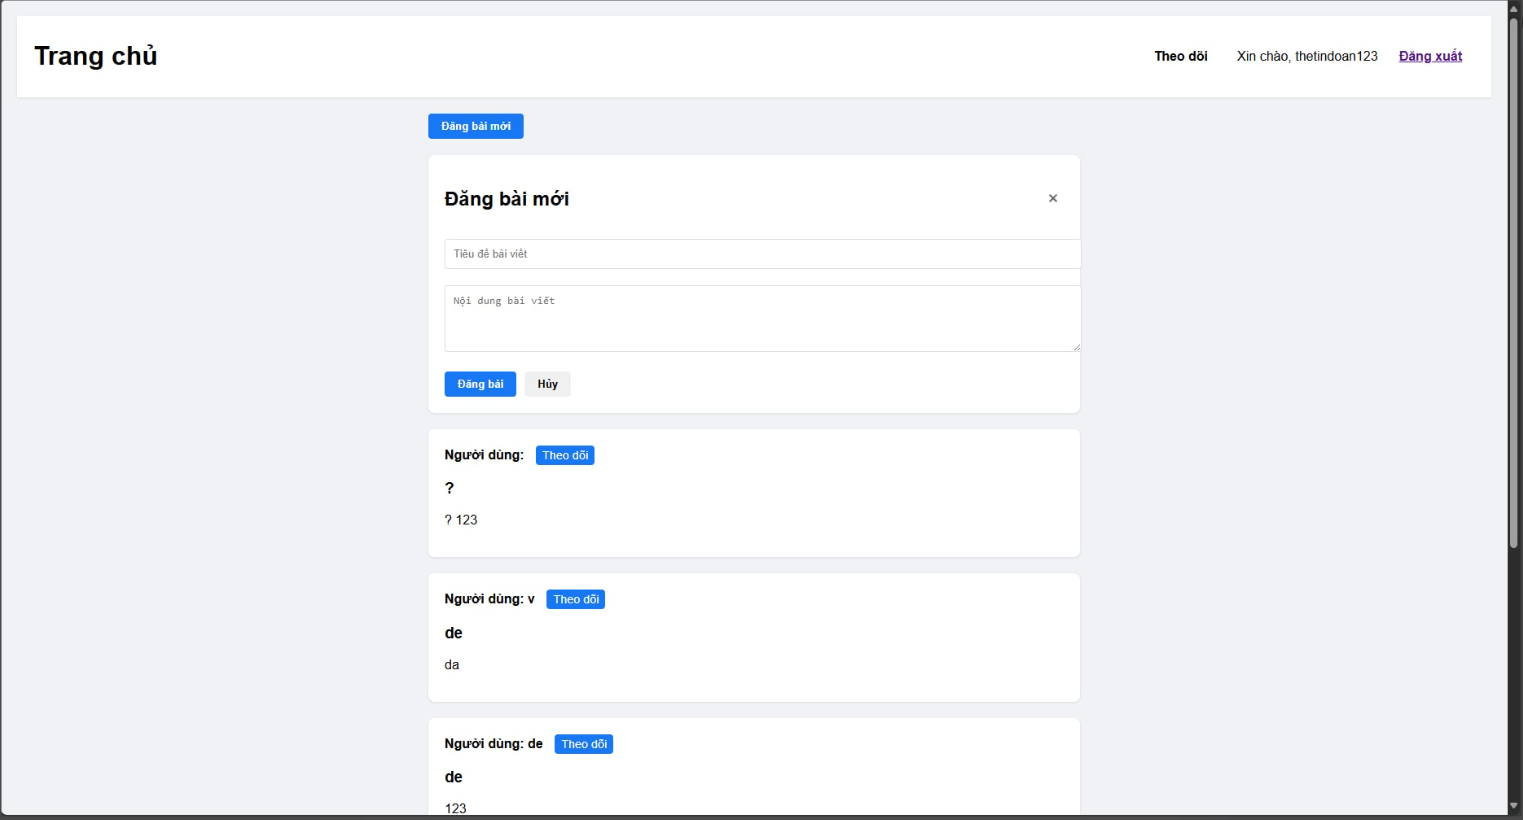 Trang chủ
Theo dõi Xin chào, thetindoan123 Đăng xuất
Đăng bài mới
Đăng bài mới ×
Tiêu đề bài viết
Nội dung bài viết
Đăng bài Hủy
Người dùng: Theo dõi
?
? 123
Người dùng: v Theo dõi
de
da
Người dùng: de Theo dõi
de
123